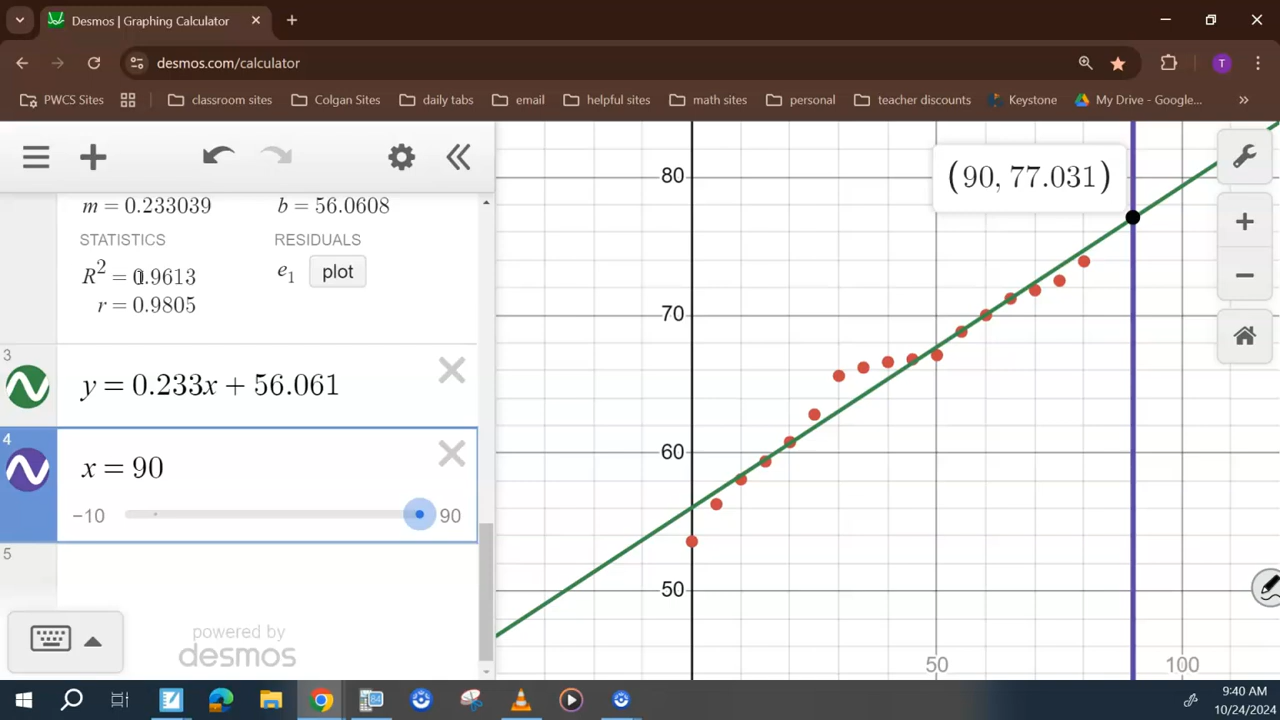 Desmos | Graphing Calculator
desmos.com/calculator
T
PWCS Sites
classroom sites
Colgan Sites
daily tabs
email
helpful sites
math sites
personal
teacher discounts
Keystone
My Drive - Google...
m = 0.233039
b = 56.0608
STATISTICS
RESIDUALS
R² = 0.9613
e₁
plot
r = 0.9805
3
y = 0.233x + 56.061
4
x = 90
−10
90
5
powered by
desmos
(90, 77.031)
80
70
60
50
50
100
9:40 AM
10/24/2024